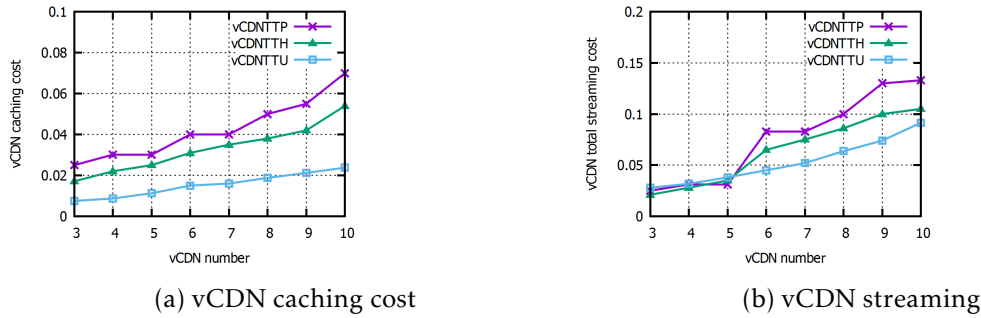 vCDN caching cost
0.1
0.08
0.06
0.04
0.02
0
vCDNTTP
vCDNTTH
vCDNTTU
3 4 5 6 7 8 9 10
vCDN number
(a) vCDN caching cost
vCDN total streaming cost
0.2
0.15
0.1
0.05
0
vCDNTTP
vCDNTTH
vCDNTTU
3 4 5 6 7 8 9 10
vCDN number
(b) vCDN streaming